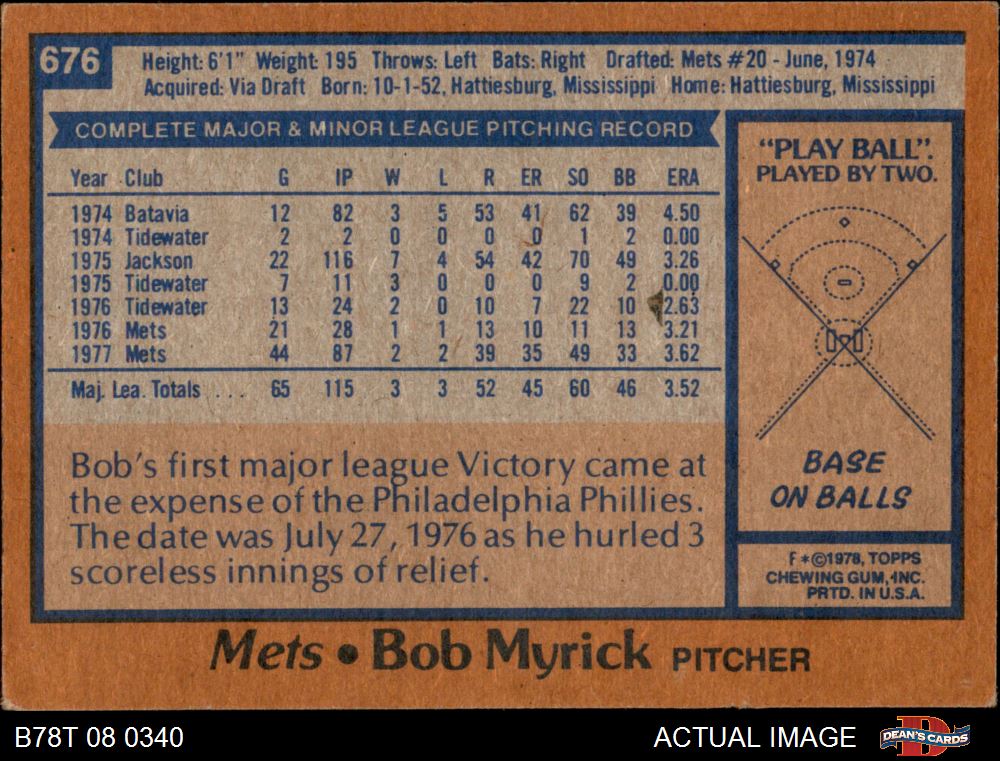 676
Height: 6'1" Weight: 195 Throws: Left Bats: Right Drafted: Mets #20 - June, 1974
Acquired: Via Draft Born: 10-1-52, Hattiesburg, Mississippi Home: Hattiesburg, Mississippi
COMPLETE MAJOR & MINOR LEAGUE PITCHING RECORD
Year Club G IP W L R ER SO BB ERA
1974 Batavia 12 82 3 5 53 41 62 39 4.50
1974 Tidewater 2 2 0 0 0 0 1 2 0.00
1975 Jackson 22 116 7 4 54 42 70 49 3.26
1975 Tidewater 7 11 3 0 0 0 9 2 0.00
1976 Tidewater 13 24 2 0 10 7 22 10 2.63
1976 Mets 21 28 1 1 13 10 11 13 3.21
1977 Mets 44 87 2 2 39 35 49 33 3.62
Maj. Lea. Totals .... 65 115 3 3 52 45 60 46 3.52
Bob's first major league Victory came at
the expense of the Philadelphia Phillies.
The date was July 27, 1976 as he hurled 3
scoreless innings of relief.
"PLAY BALL".
PLAYED BY TWO.
BASE
ON BALLS
F * ©1978, TOPPS
CHEWING GUM, INC.
PRTD. IN U.S.A.
Mets • Bob Myrick PITCHER
B78T 08 0340
ACTUAL IMAGE
D
DEAN'S CARDS